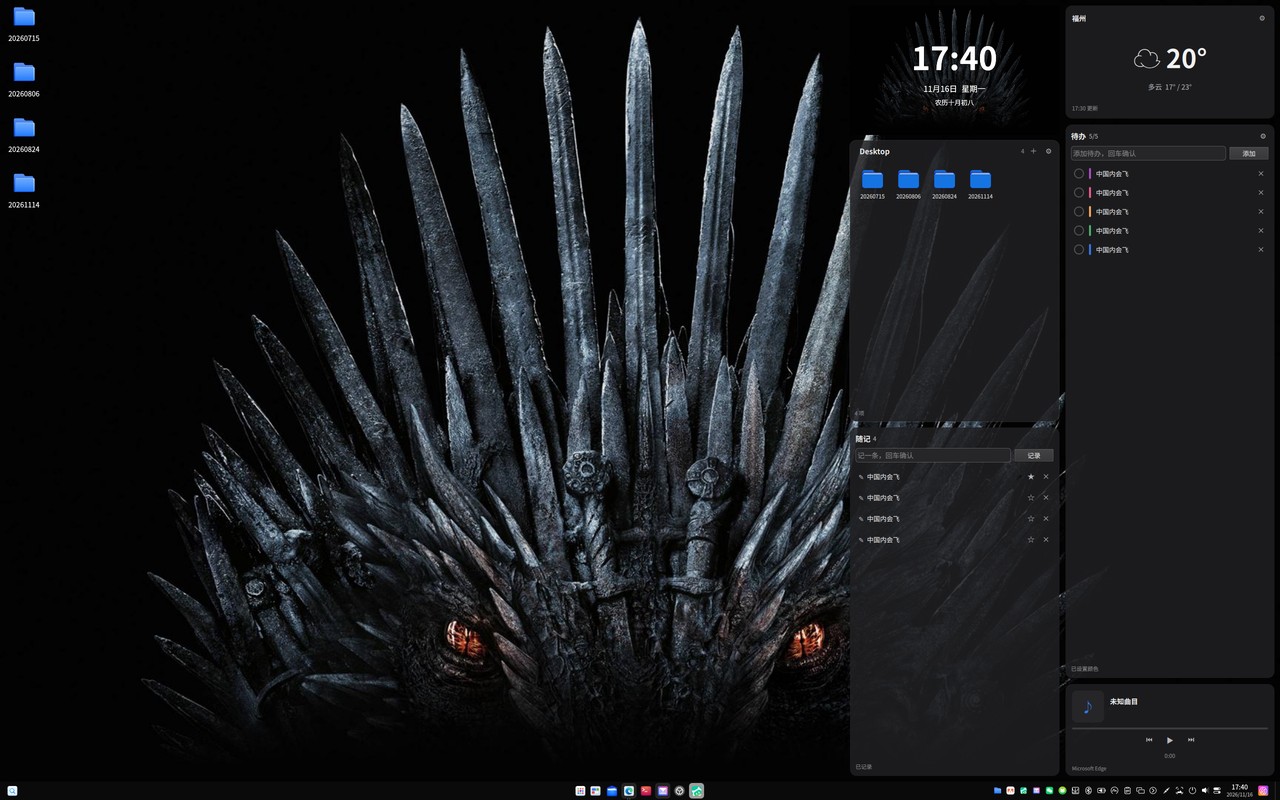 20260715
20260806
20260824
20261114
17:40
11月16日 星期一
农历十月初八
Desktop
4
20260715 20260806 20260824 20261114
4 项
随记 4
记一条，回车确认
记录
中国内会飞
中国内会飞
中国内会飞
中国内会飞
已记录
福州
20°
多云 17° / 23°
17:30 更新
待办 5/5
添加待办，回车确认
添加
中国内会飞
中国内会飞
中国内会飞
中国内会飞
中国内会飞
已设置颜色
未知曲目
0:00
Microsoft Edge
17:40
2026/11/16